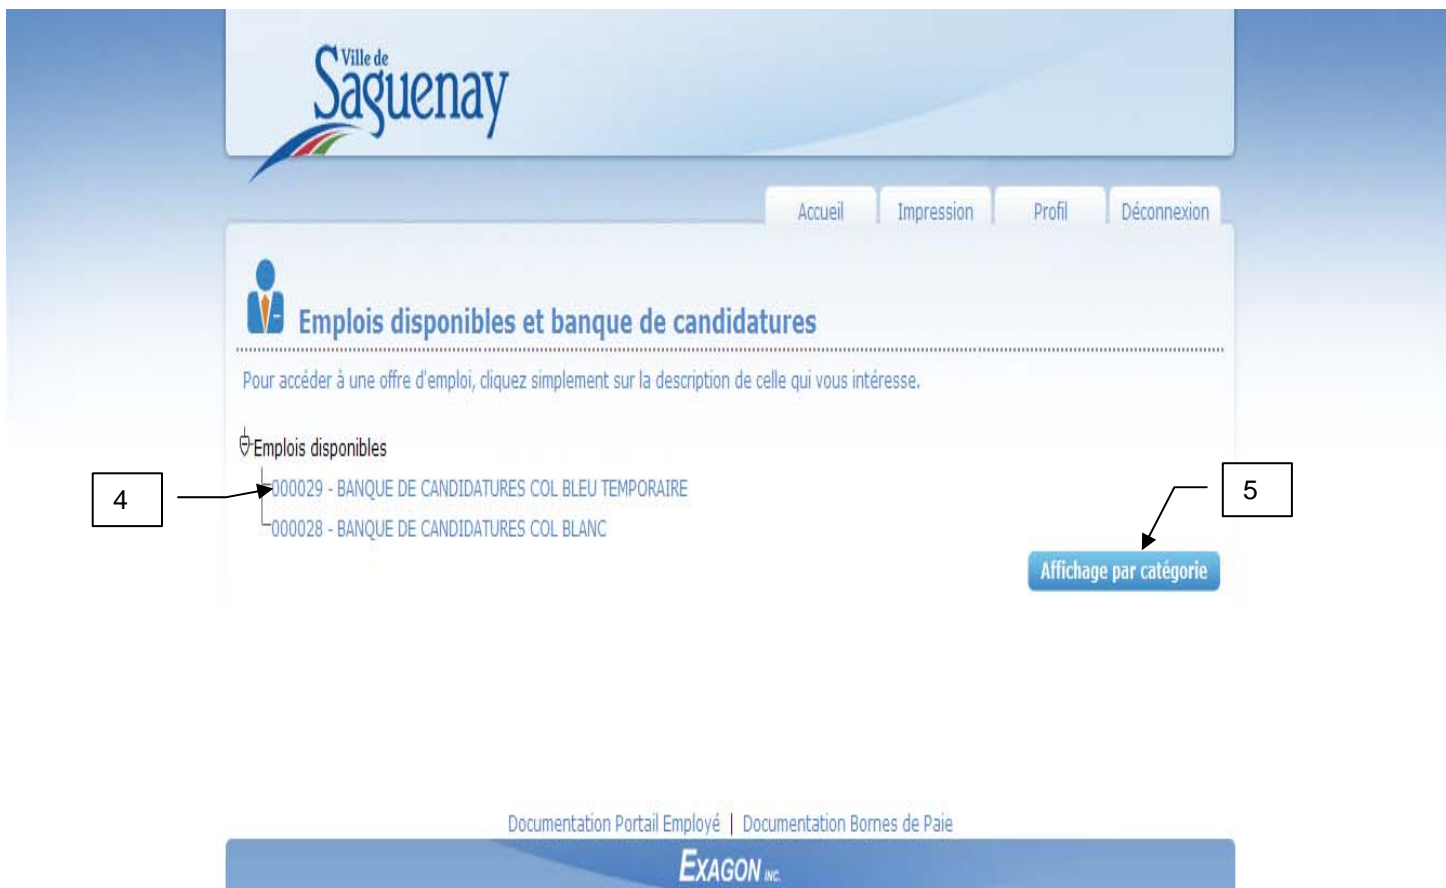 Ville de
Saguenay
Accueil Impression Profil Déconnexion
Emplois disponibles et banque de candidatures
Pour accéder à une offre d'emploi, cliquez simplement sur la description de celle qui vous intéresse.
Emplois disponibles
4
000029 - BANQUE DE CANDIDATURES COL BLEU TEMPORAIRE
5
000028 - BANQUE DE CANDIDATURES COL BLANC
Affichage par catégorie
Documentation Portail Employé | Documentation Bornes de Paie
EXAGON INC.